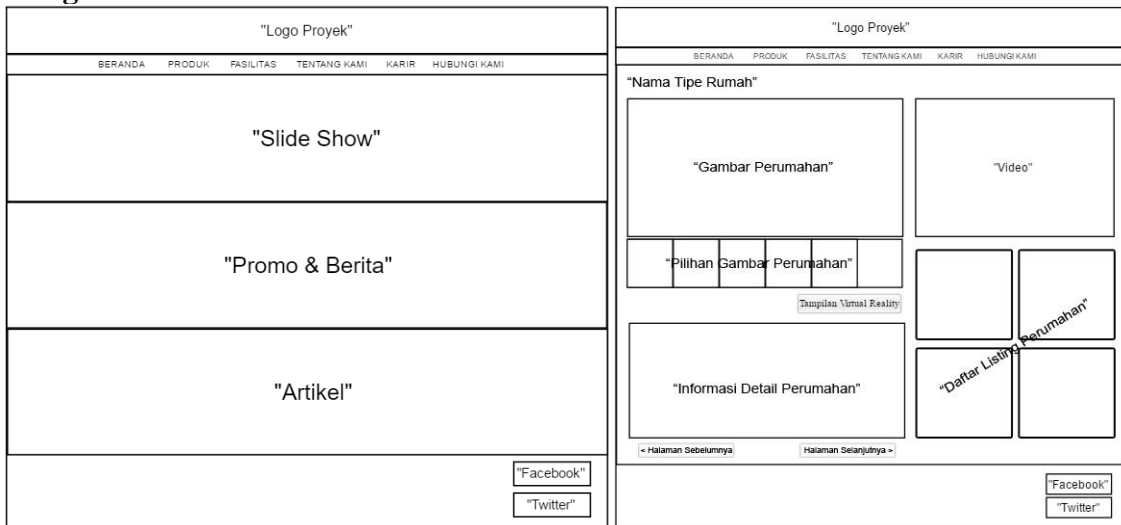 "Logo Proyek"
BERANDA PRODUK FASILITAS TENTANG KAMI KARIR HUBUNGI KAMI
"Slide Show"
"Promo & Berita"
"Artikel"
"Facebook"
"Twitter"
"Logo Proyek"
BERANDA PRODUK FASILITAS TENTANG KAMI KARIR HUBUNGI KAMI
“Nama Tipe Rumah”
“Gambar Perumahan”
"Video"
“Pilihan Gambar Perumahan”
Tampilan Virtual Reality
“Daftar Listing Perumahan”
“Informasi Detail Perumahan”
< Halaman Sebelumnya
Halaman Selanjutnya >
"Facebook"
"Twitter"